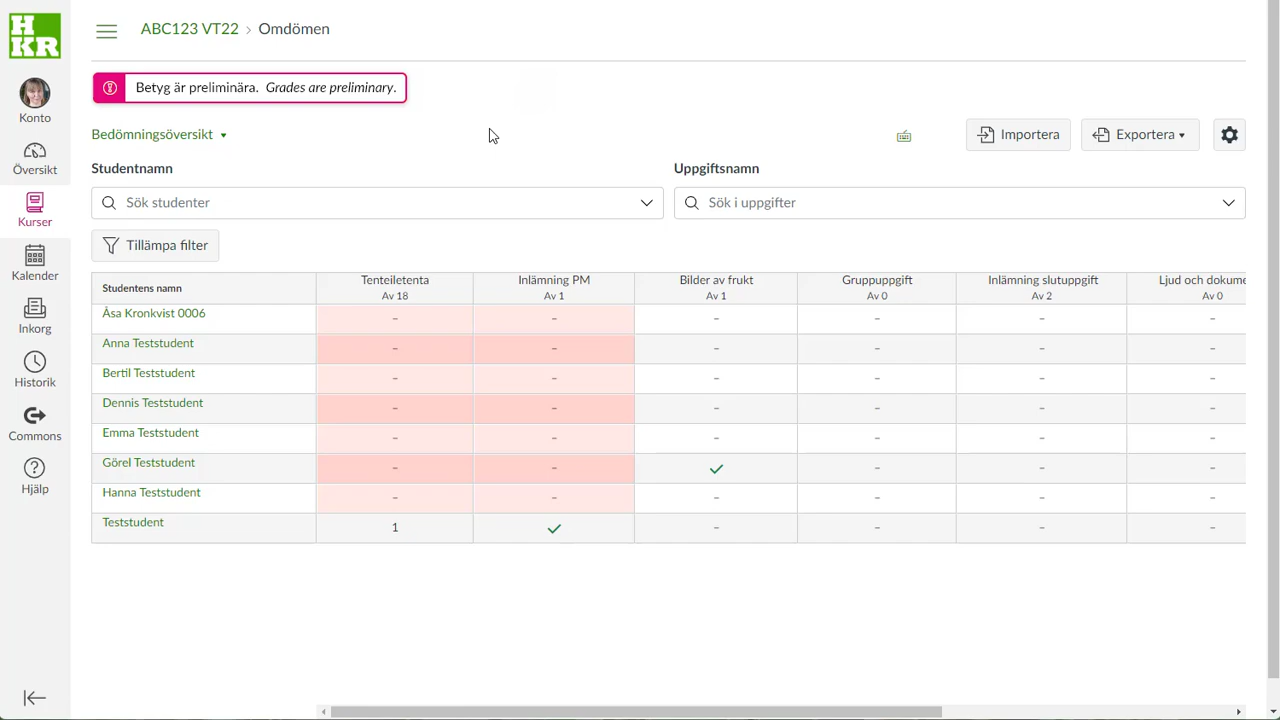 HKR
ABC123 VT22 › Omdömen
Betyg är preliminära. Grades are preliminary.
Konto
Översikt
Kurser
Kalender
Inkorg
Historik
Commons
Hjälp
Bedömningsöversikt
Importera
Exportera
Studentnamn
Uppgiftsnamn
Sök studenter
Sök i uppgifter
Tillämpa filter
Studentens namn
Tenteiletenta
Av 18
Inlämning PM
Av 1
Bilder av frukt
Av 1
Gruppuppgift
Av 0
Inlämning slutuppgift
Av 2
Ljud och dokume
Av 0
Åsa Kronkvist 0006 – – – – – –
Anna Teststudent – – – – – –
Bertil Teststudent – – – – – –
Dennis Teststudent – – – – – –
Emma Teststudent – – – – – –
Görel Teststudent – – ✓ – – –
Hanna Teststudent – – – – – –
Teststudent 1 ✓ – – – –